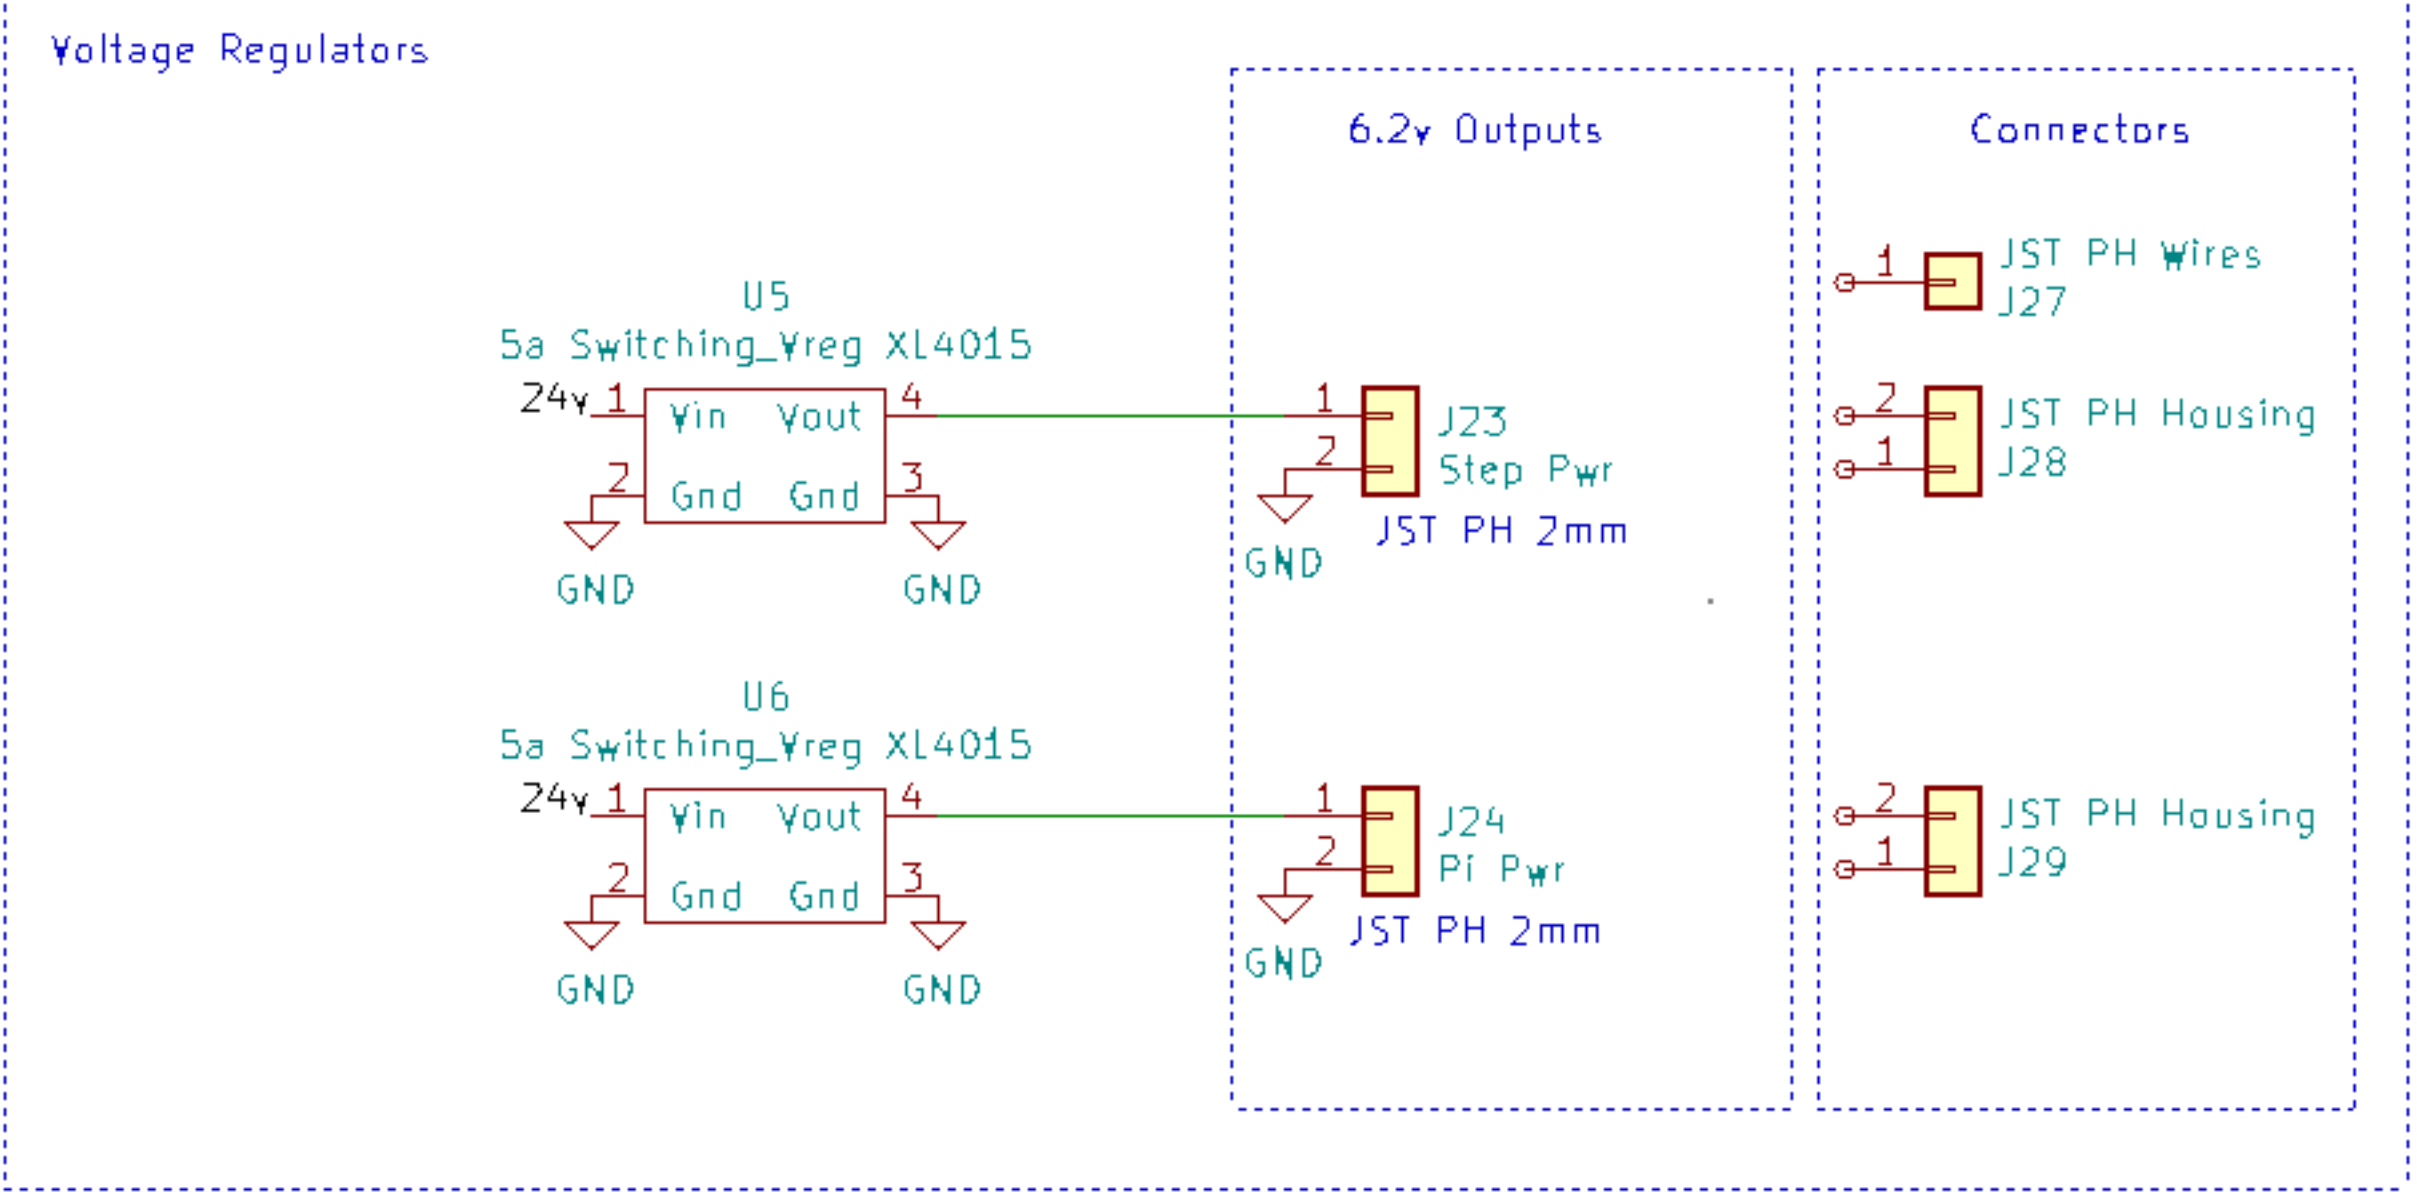 Voltage Regulators
6.2v Outputs
Connectors
U5
5a Switching_Vreg XL4015
24v 1 Vin Vout 4
2 Gnd Gnd 3
GND GND
1
2
J23
Step Pwr
JST PH 2mm
GND
1
JST PH Wires
J27
2
1
JST PH Housing
J28
U6
5a Switching_Vreg XL4015
24v 1 Vin Vout 4
2 Gnd Gnd 3
GND GND
1
2
J24
Pi Pwr
JST PH 2mm
GND
2
1
JST PH Housing
J29